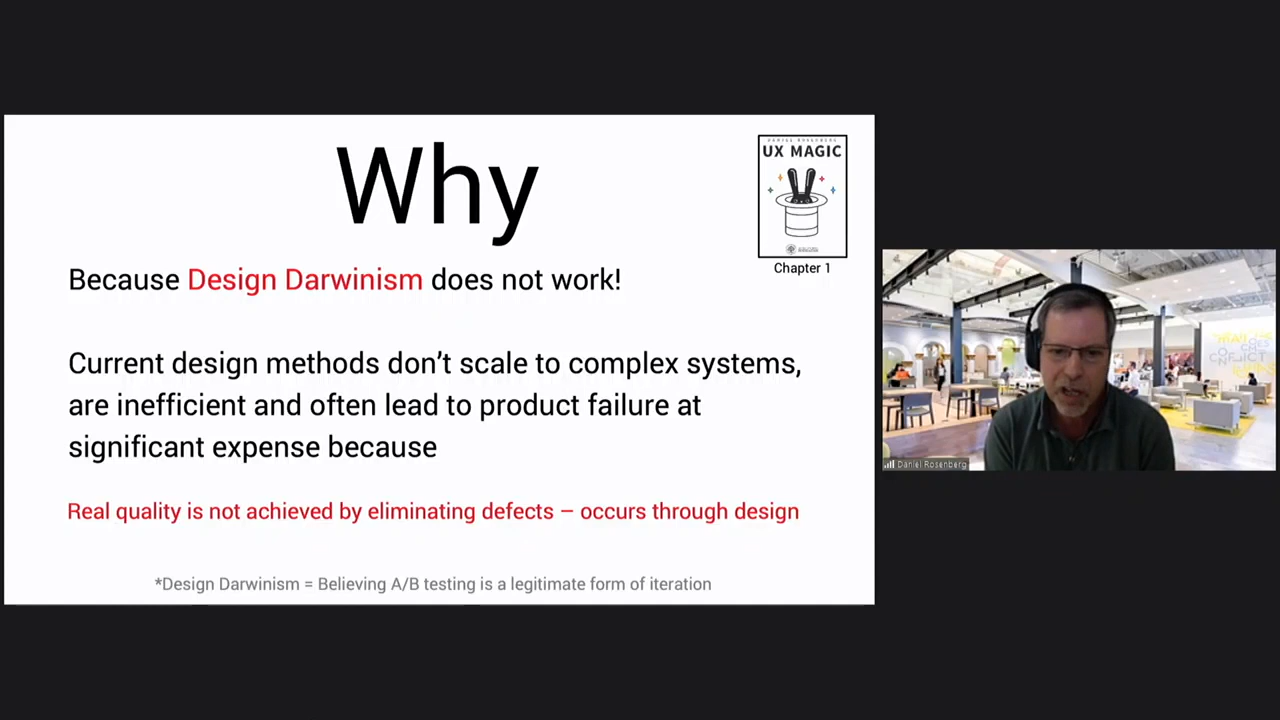 Why
DANIEL ROSENBERG
UX MAGIC
Chapter 1
Because Design Darwinism does not work!
Current design methods don’t scale to complex systems,
are inefficient and often lead to product failure at
significant expense because
Real quality is not achieved by eliminating defects – occurs through design
*Design Darwinism = Believing A/B testing is a legitimate form of iteration
Daniel Rosenberg